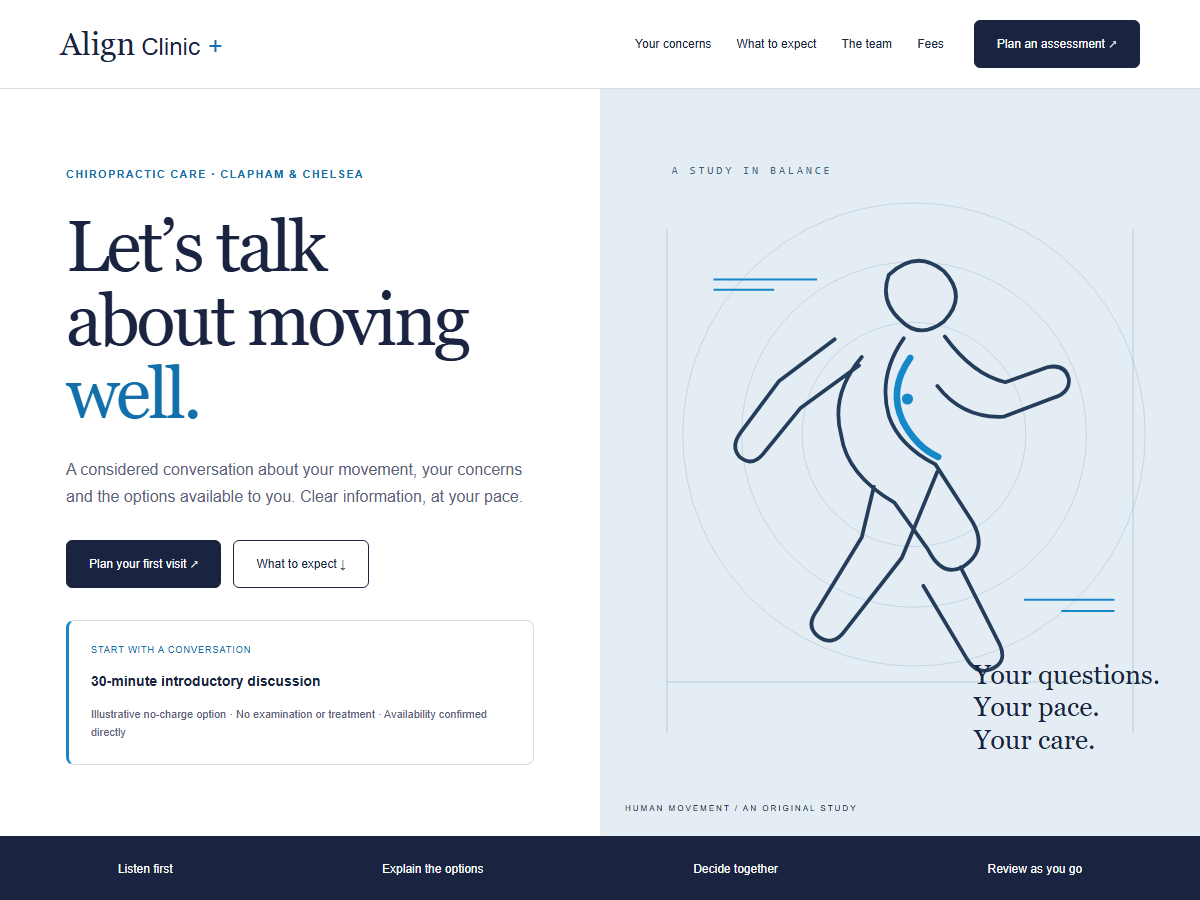 Align Clinic +
Your concerns
What to expect
The team
Fees
Plan an assessment ↗
CHIROPRACTIC CARE · CLAPHAM & CHELSEA
Let’s talk
about moving
well.
A considered conversation about your movement, your concerns
and the options available to you. Clear information, at your pace.
Plan your first visit ↗
What to expect ↓
START WITH A CONVERSATION
30-minute introductory discussion
Illustrative no-charge option · No examination or treatment · Availability confirmed
directly
A STUDY IN BALANCE
Your questions.
Your pace.
Your care.
HUMAN MOVEMENT / AN ORIGINAL STUDY
Listen first
Explain the options
Decide together
Review as you go